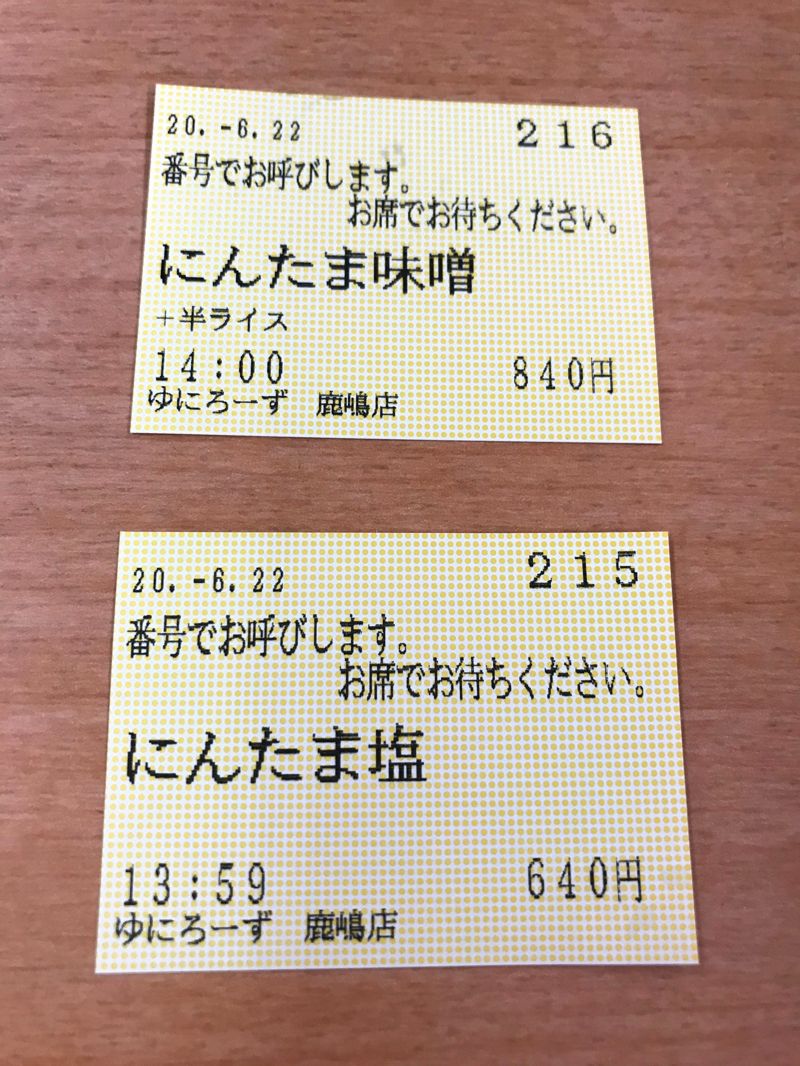 20.-6.22 216
番号でお呼びします。
お席でお待ちください。
にんたま味噌
+半ライス
14:00 840円
ゆにろーず 鹿嶋店
20.-6.22 215
番号でお呼びします。
お席でお待ちください。
にんたま塩
13:59 640円
ゆにろーず 鹿嶋店